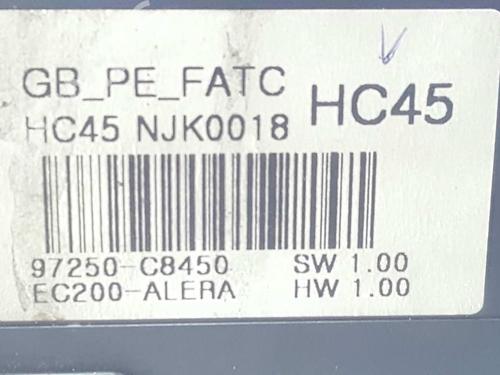 GB_PE_FATC
HC45 NJK0018 HC45
97250-C8450 SW 1.00
EC200-ALERA HW 1.00